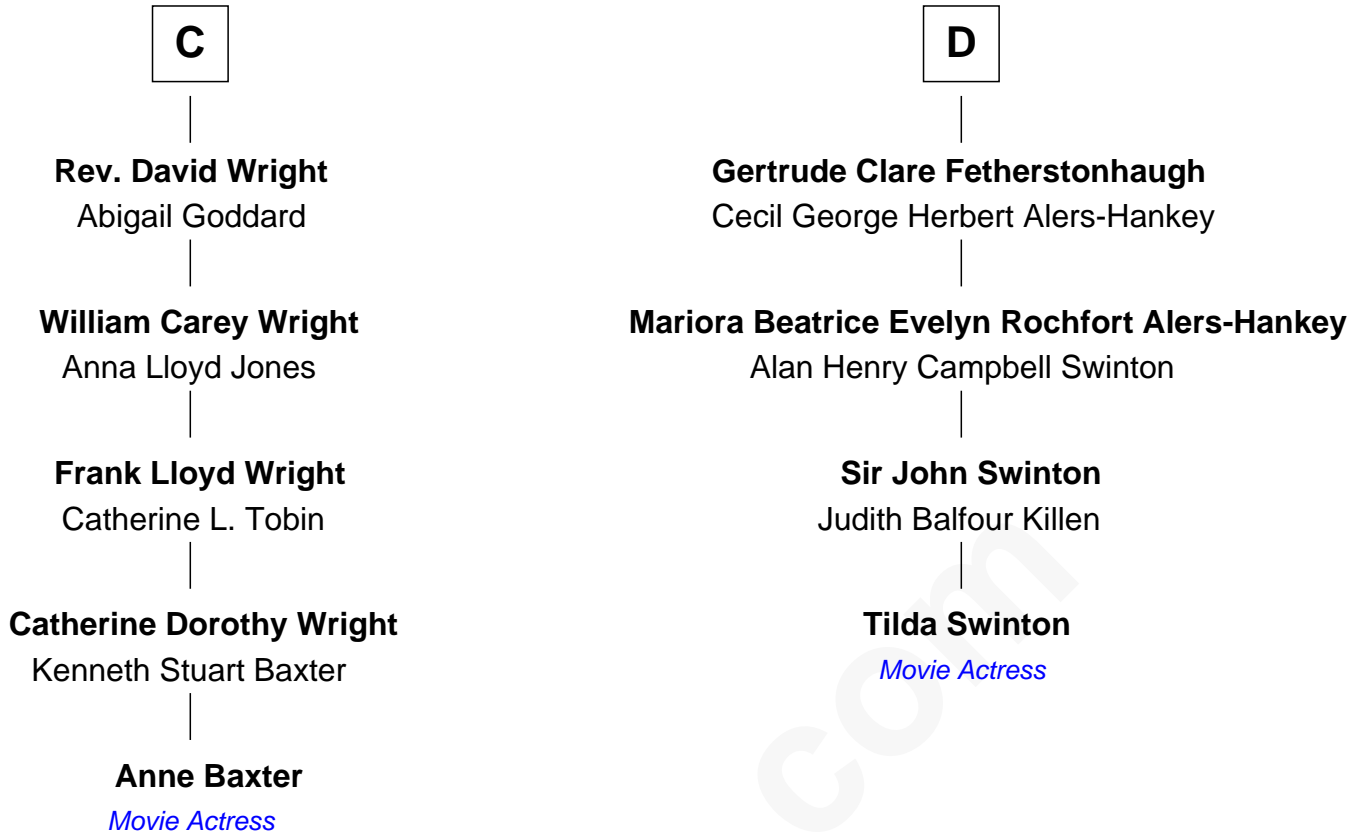 C
Rev. David Wright
Abigail Goddard
William Carey Wright
Anna Lloyd Jones
Frank Lloyd Wright
Catherine L. Tobin
Catherine Dorothy Wright
Kenneth Stuart Baxter
Anne Baxter
Movie Actress
D
Gertrude Clare Fetherstonhaugh
Cecil George Herbert Alers-Hankey
Mariora Beatrice Evelyn Rochfort Alers-Hankey
Alan Henry Campbell Swinton
Sir John Swinton
Judith Balfour Killen
Tilda Swinton
Movie Actress
com